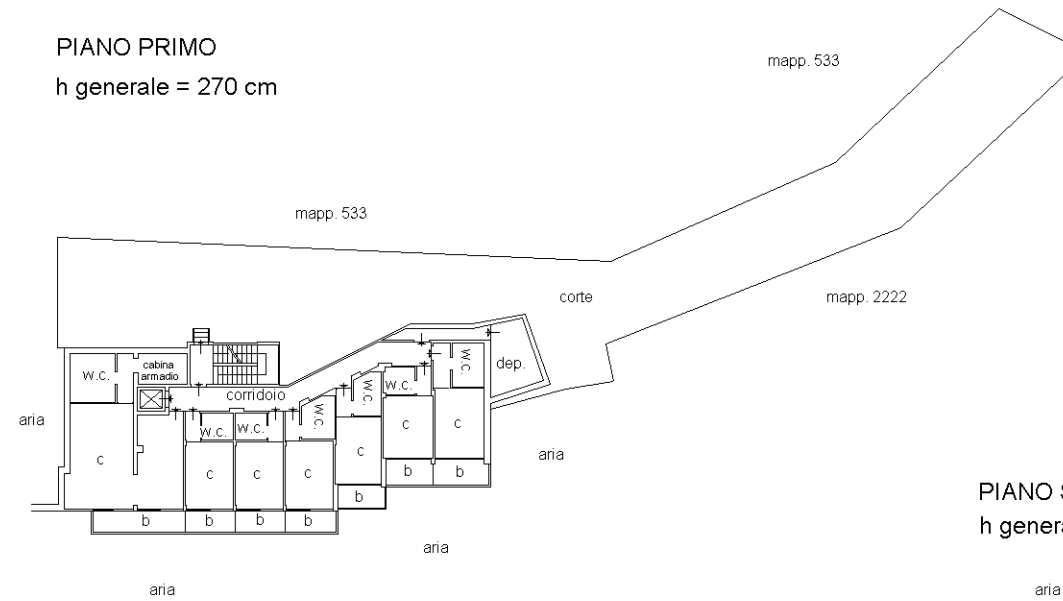 PIANO PRIMO
h generale = 270 cm
mapp. 533
mapp. 533
corte
mapp. 2222
dep.
w.c.
cabina
armadio
w.c.
w.c.
w.c.
corridoio
w.c.
w.c.
w.c.
aria
c
c
c
c
c
c
c
aria
b
b
b
b
b
b
b
aria
aria
PIANO
h genera
aria